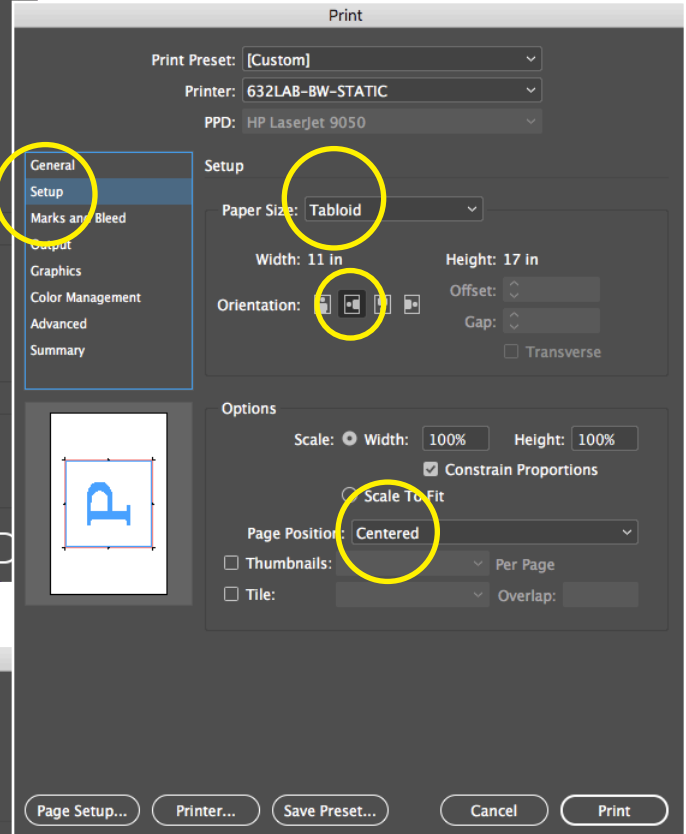 Print
Print Preset: [Custom]
Printer: 632LAB-BW-STATIC
PPD: HP LaserJet 9050
General
Setup
Marks and Bleed
Output
Graphics
Color Management
Advanced
Summary
Setup
Paper Size: Tabloid
Width: 11 in Height: 17 in
Orientation: Offset:
Gap:
Transverse
Options
Scale: Width: 100% Height: 100%
Constrain Proportions
Scale To Fit
Page Position: Centered
Thumbnails: Per Page
Tile: Overlap:
P
Page Setup... Printer... Save Preset... Cancel Print